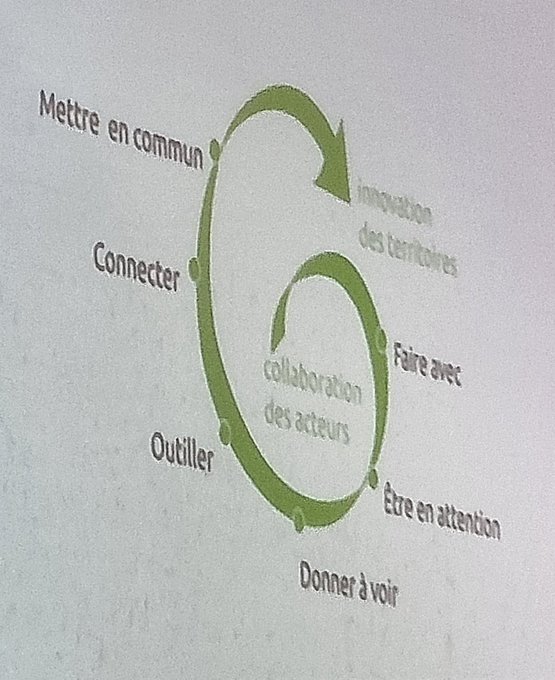 Mettre en commun
innovation
des territoires
Connecter
Faire avec
collaboration
des acteurs
Outiller
Être en attention
Donner à voir